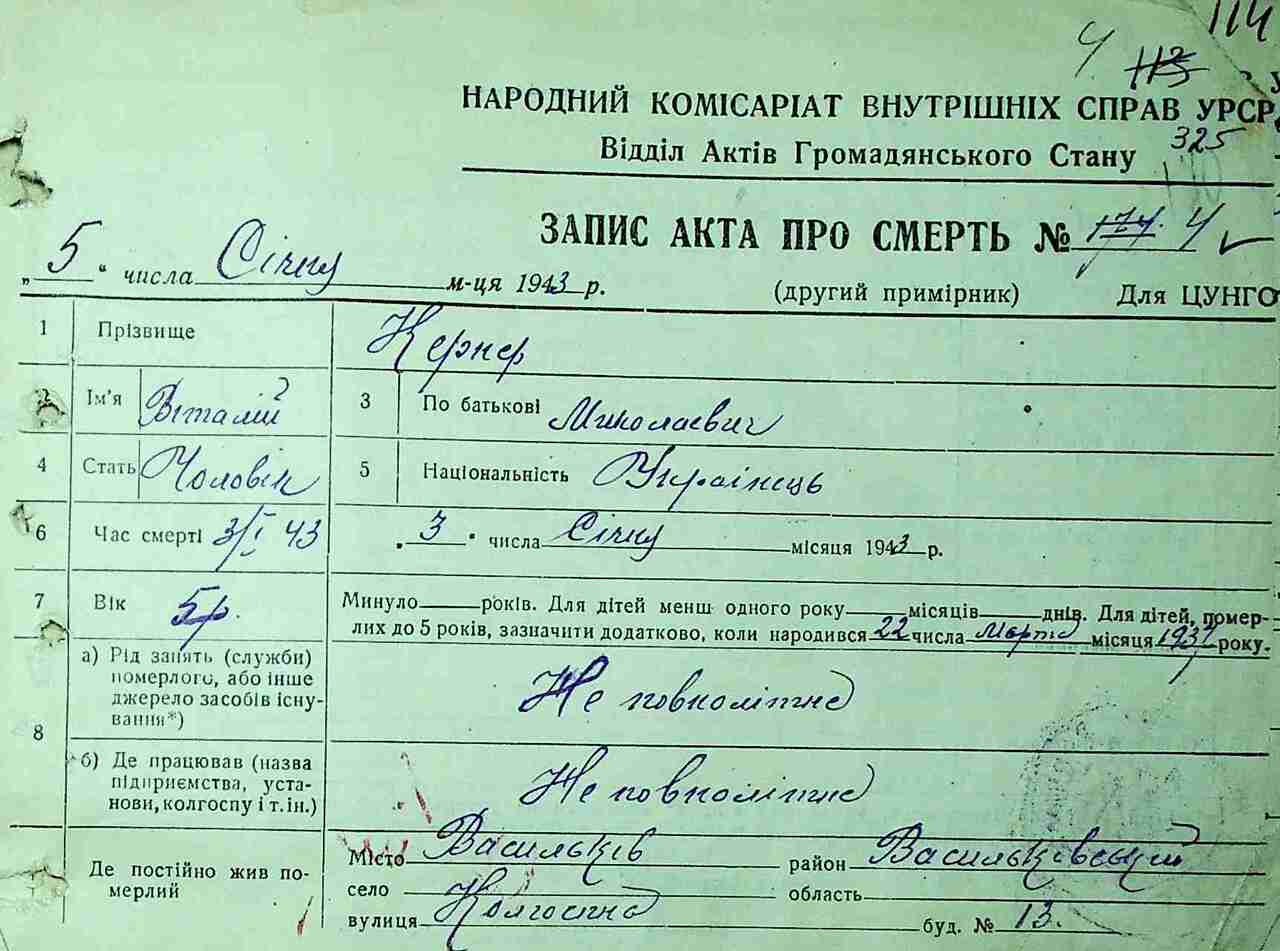 114
4 113
НАРОДНИЙ КОМІСАРІАТ ВНУТРІШНІХ СПРАВ УРСР
Відділ Актів Громадянського Стану 325
ЗАПИС АКТА ПРО СМЕРТЬ № 174. 4
„5“ числа Січня м-ця 1943 р. (другий примірник) Для ЦУНГО
1 Прізвище Кернер
2 Ім'я Віталій 3 По батькові Миколаєвич
4 Стать Чоловік 5 Національність Українець
6 Час смерті 3/I 43 „3“ числа Січня місяця 1943 р.
7 Вік 5р. Минуло років. Для дітей менш одного року місяців днів. Для дітей, помер-
лих до 5 років, зазначити додатково, коли народився 22 числа Марта місяця 1937 року.
8 а) Рід занять (служби)
померлого, або інше
джерело засобів існу-
вання*)
Не повнолітнє
б) Де працював (назва
підприємства, уста-
нови, колгоспу і т.ін.)
Не повнолітнє
Де постійно жив по-
мерлий
Місто Васильків район Васильківський
село область
вулиця Колгоспна буд. № 13.